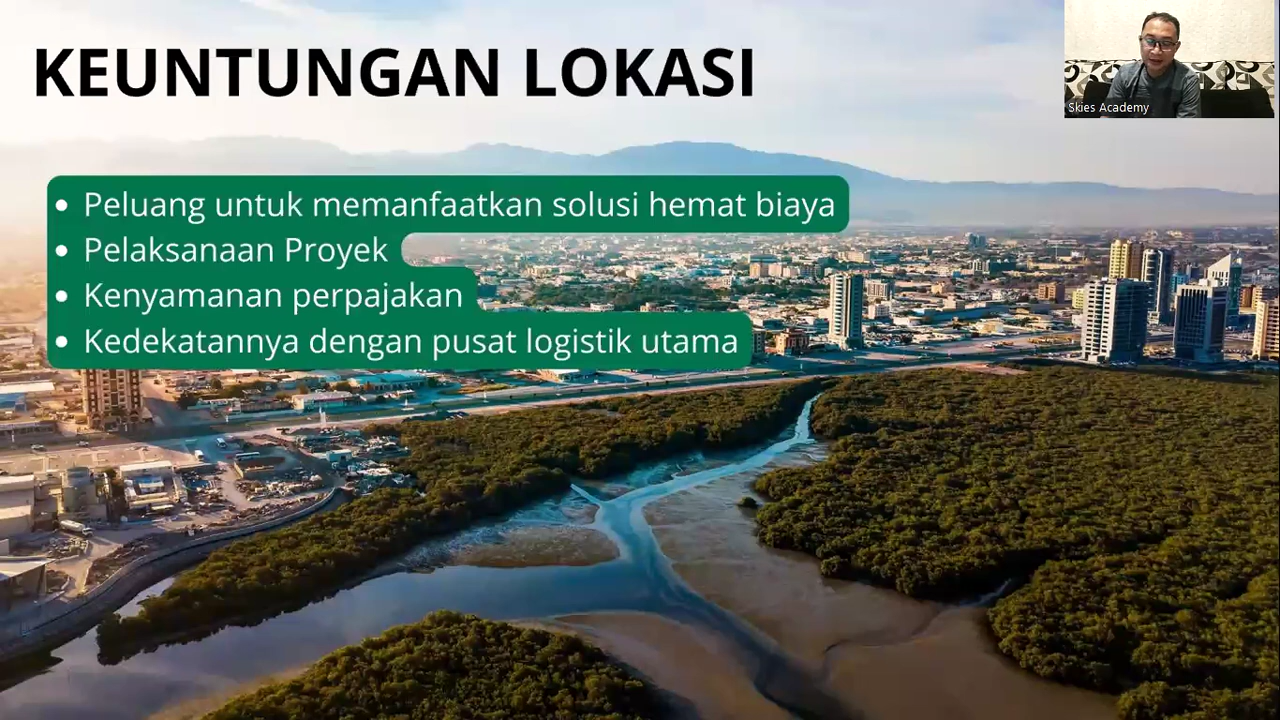 KEUNTUNGAN LOKASI
Skies Academy
• Peluang untuk memanfaatkan solusi hemat biaya
• Pelaksanaan Proyek
• Kenyamanan perpajakan
• Kedekatannya dengan pusat logistik utama